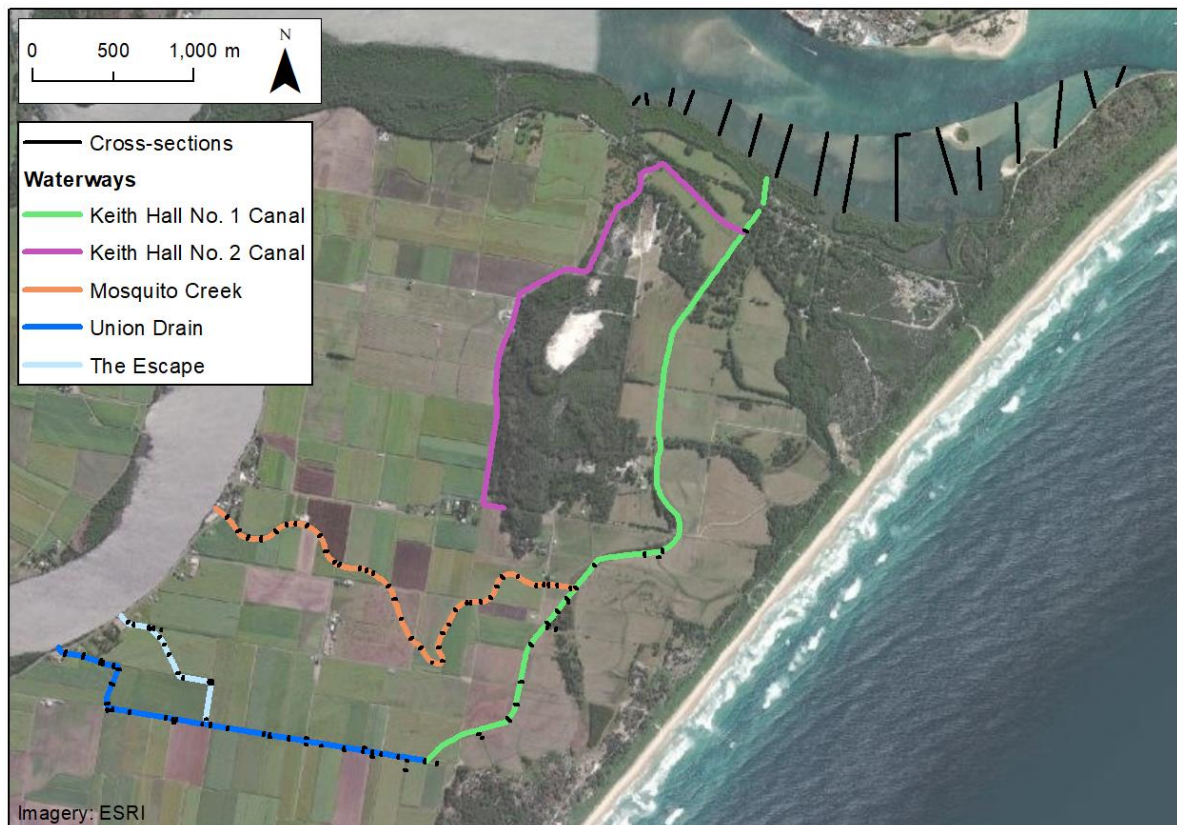 0 500 1,000 m
N
Cross-sections
Waterways
Keith Hall No. 1 Canal
Keith Hall No. 2 Canal
Mosquito Creek
Union Drain
The Escape
Imagery: ESRI